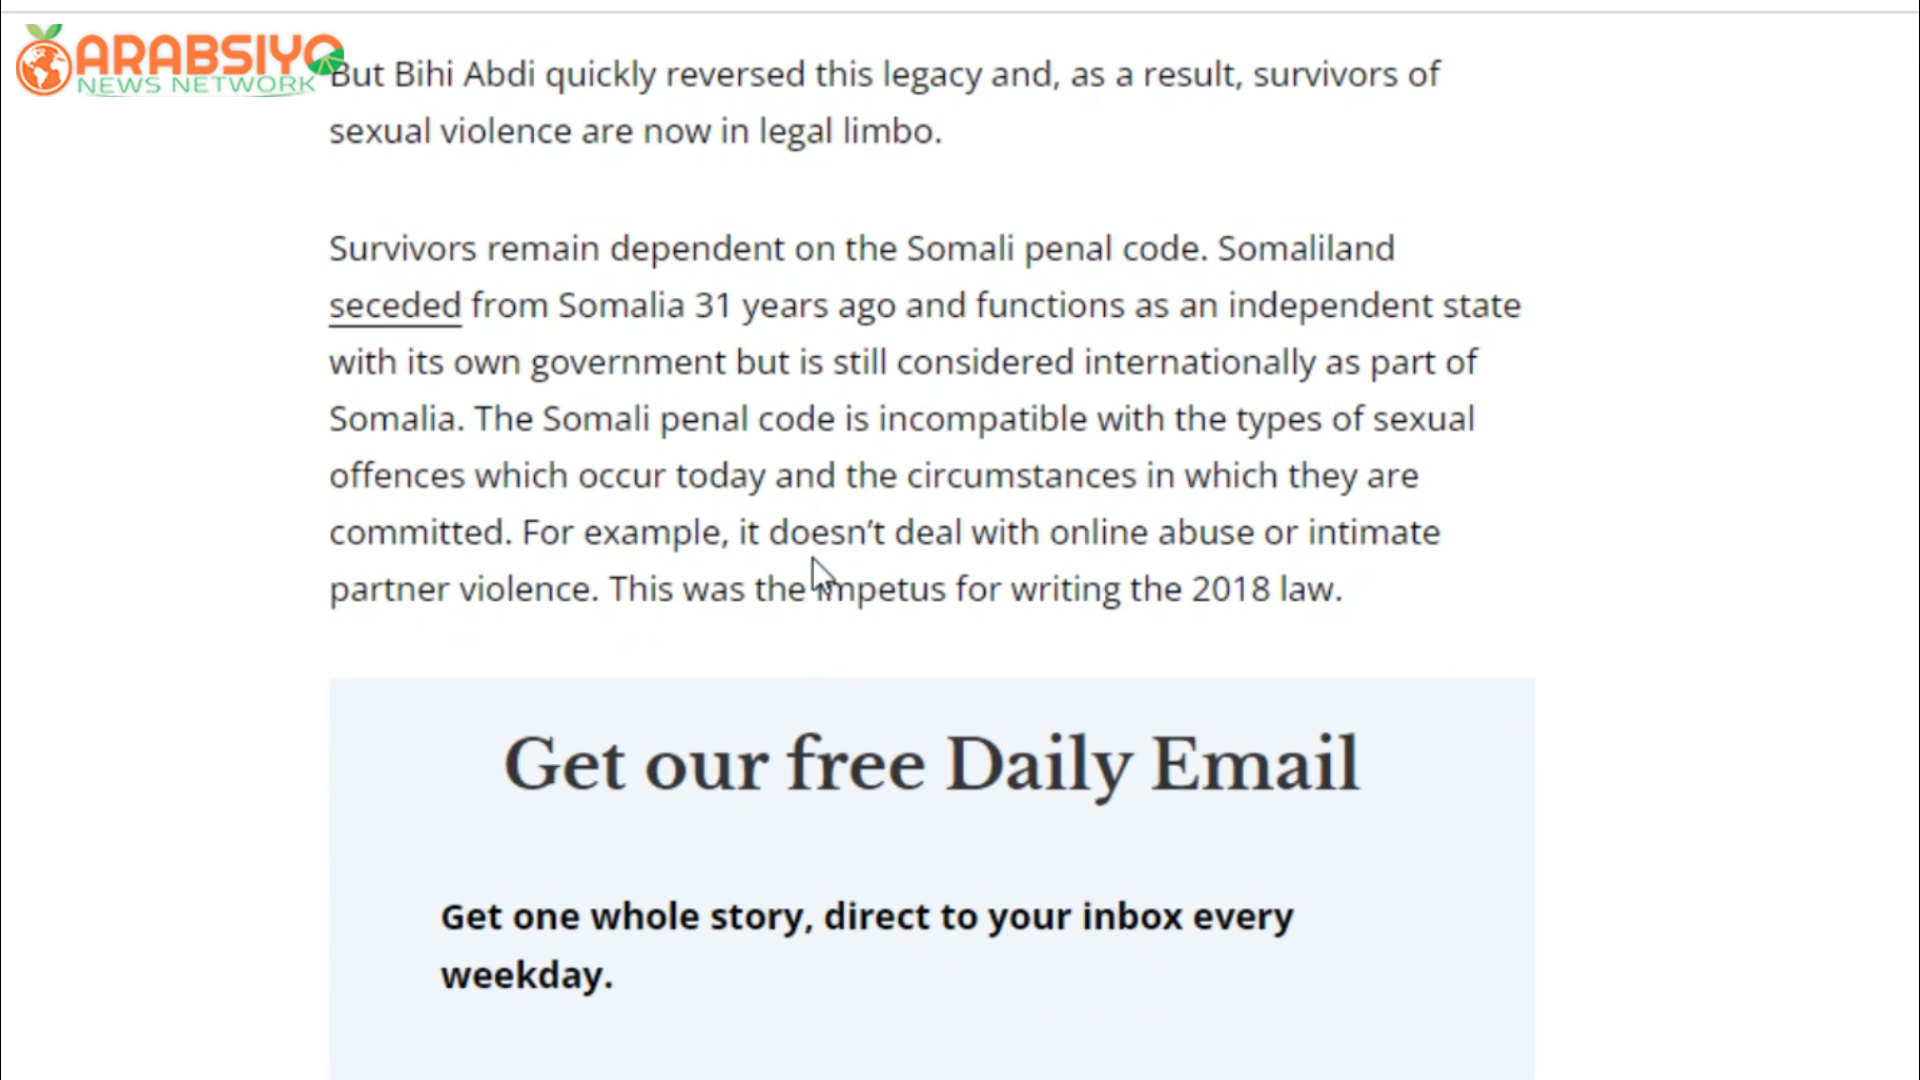 ARABSIYO
NEWS NETWORK
But Bihi Abdi quickly reversed this legacy and, as a result, survivors of
sexual violence are now in legal limbo.
Survivors remain dependent on the Somali penal code. Somaliland
seceded from Somalia 31 years ago and functions as an independent state
with its own government but is still considered internationally as part of
Somalia. The Somali penal code is incompatible with the types of sexual
offences which occur today and the circumstances in which they are
committed. For example, it doesn’t deal with online abuse or intimate
partner violence. This was the impetus for writing the 2018 law.
Get our free Daily Email
Get one whole story, direct to your inbox every
weekday.